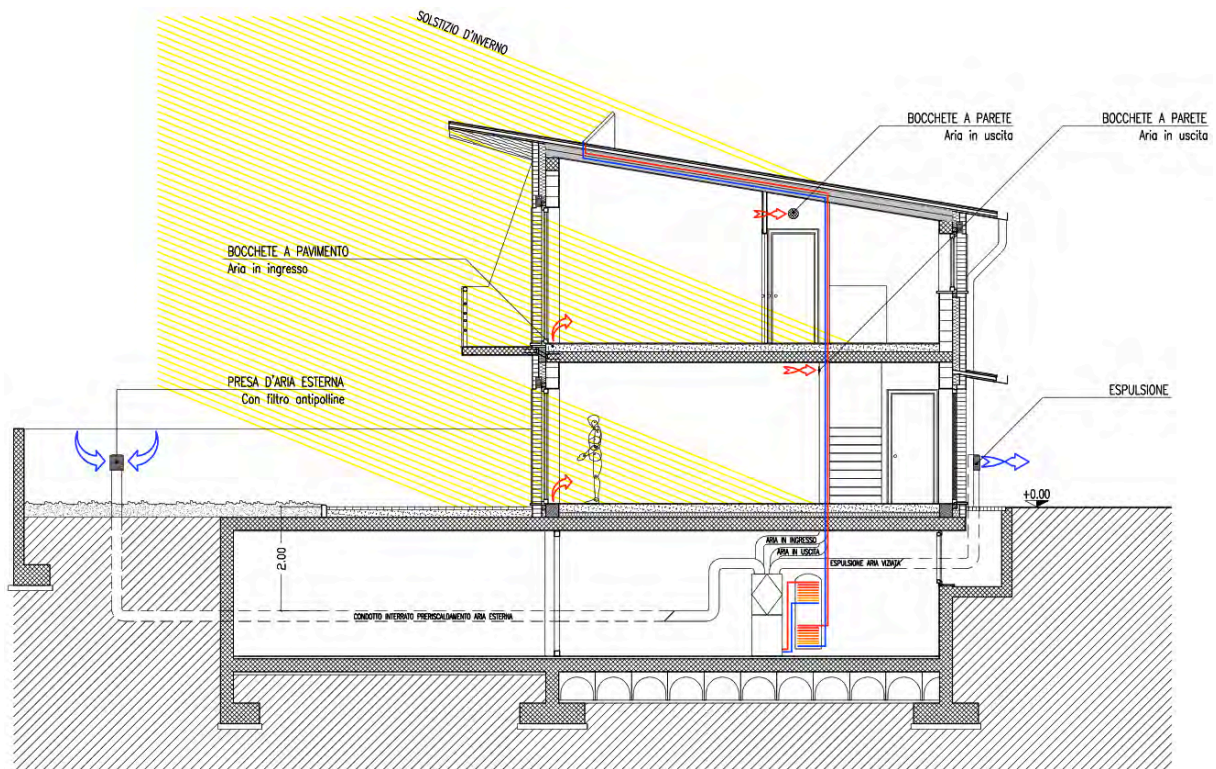 SOLSTIZIO D'INVERNO
BOCCHETE A PARETE
Aria in uscita
BOCCHETE A PARETE
Aria in uscita
BOCCHETE A PAVIMENTO
Aria in ingresso
PRESA D'ARIA ESTERNA
Con filtro antipolline
ESPULSIONE
+0.00
2.00
ARIA IN INGRESSO
ARIA IN USCITA
ESPULSIONE ARIA VIZIATA
CONDOTTO INTERRATO PRERISCALDAMENTO ARIA ESTERNA